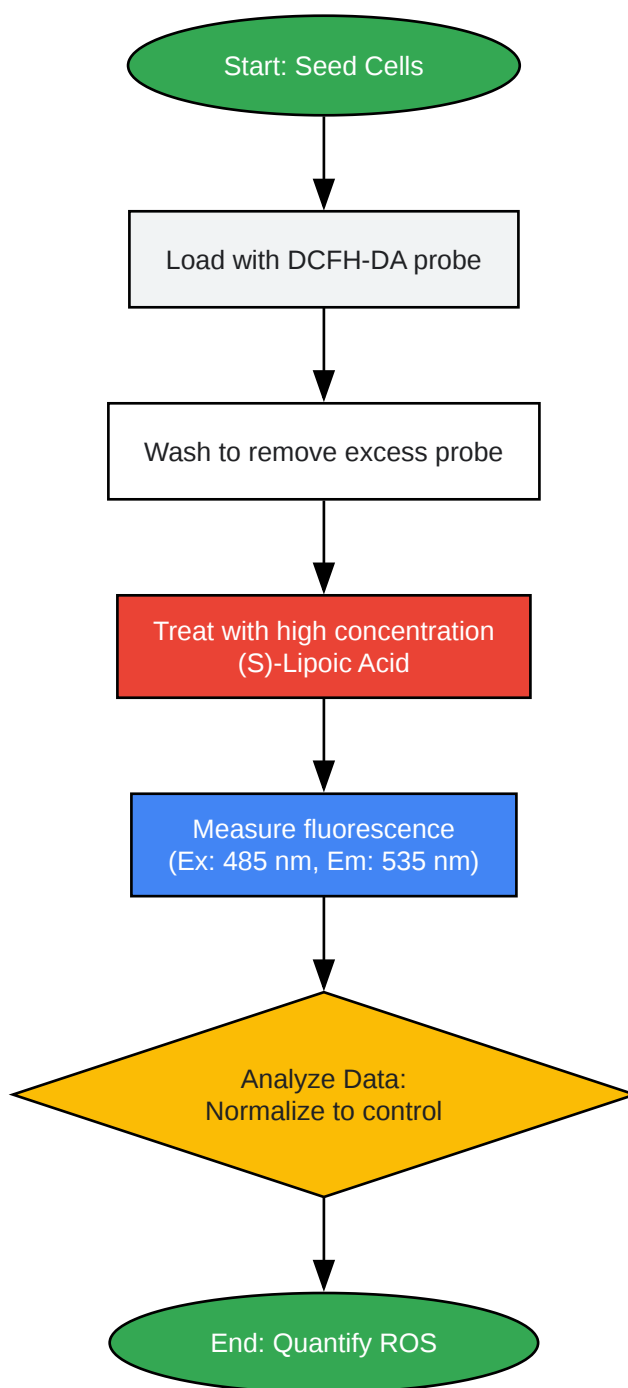 Start: Seed Cells
Load with DCFH-DA probe
Wash to remove excess probe
Treat with high concentration
(S)-Lipoic Acid
Measure fluorescence
(Ex: 485 nm, Em: 535 nm)
Analyze Data:
Normalize to control
End: Quantify ROS